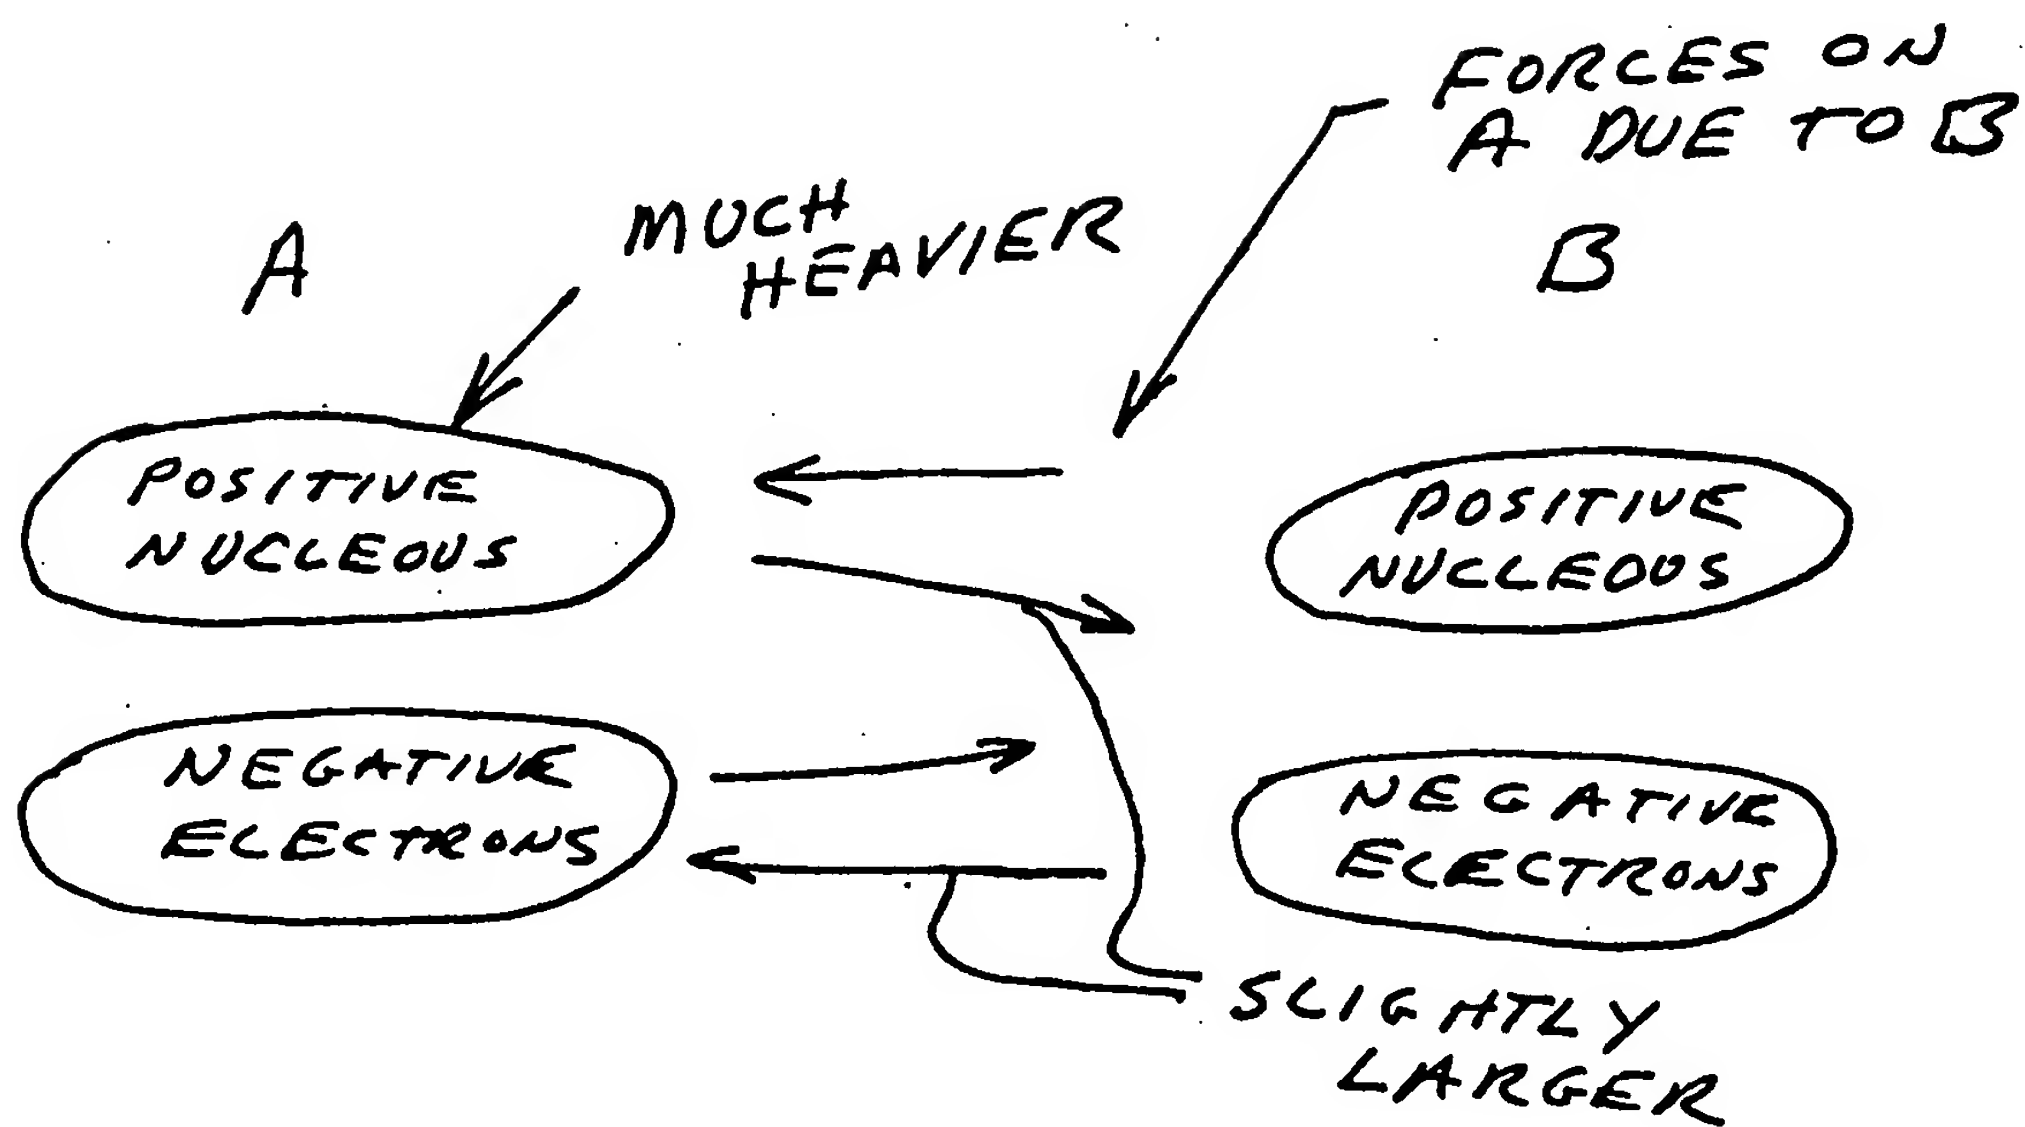 FORCES ON
A DUE TO B
A
MUCH
HEAVIER
B
POSITIVE
NUCLEOUS
POSITIVE
NUCLEOUS
NEGATIVE
ELECTRONS
NEGATIVE
ELECTRONS
SLIGHTLY
LARGER